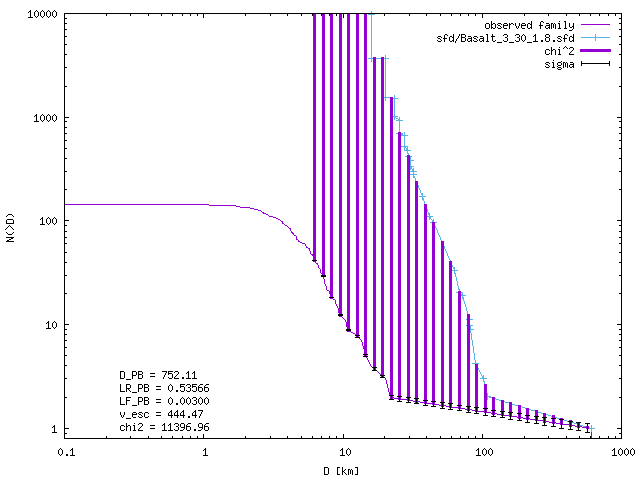 10000
1000
100
10
1
N(>D)
observed family
sfd/Basalt_3_30_1.8.sfd
chi^2
sigma
D_PB = 752.11
LR_PB = 0.53566
LF_PB = 0.00300
v_esc = 444.47
chi2 = 11396.96
0.1 1 10 100 1000
D [km]